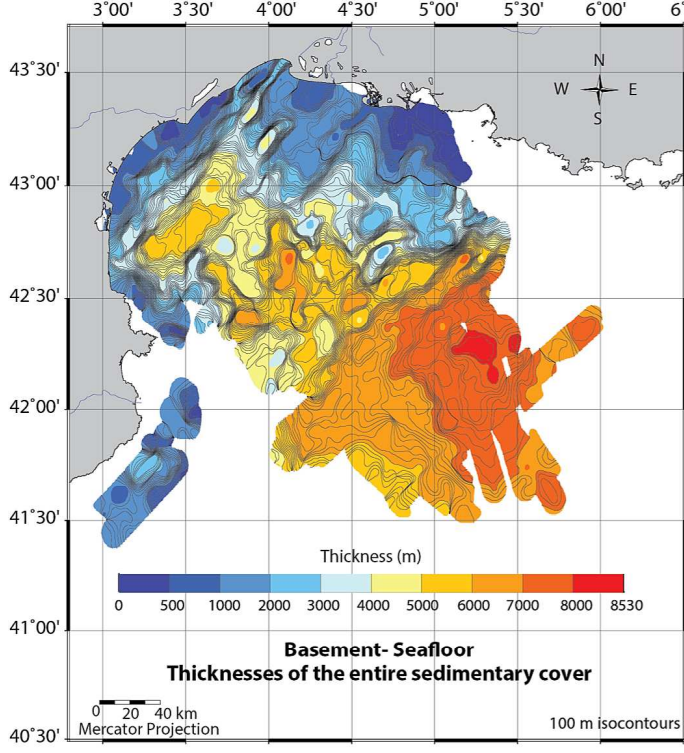 3°00' 3°30' 4°00' 4°30' 5°00' 5°30' 6°00' 6°
43°30'
N
W E
S
43°00'
42°30'
42°00'
41°30'
Thickness (m)
0 500 1000 2000 3000 4000 5000 6000 7000 8000 8530
41°00'
Basement- Seafloor
Thicknesses of the entire sedimentary cover
0 20 40 km
Mercator Projection
100 m isocontours
40°30'